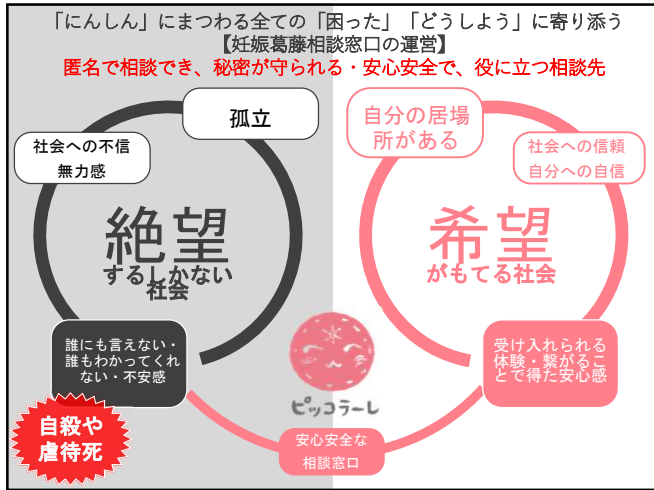 「にんしん」にまつわる全ての「困った」「どうしよう」に寄り添う
【妊娠葛藤相談窓口の運営】
匿名で相談でき、秘密が守られる・安心安全で、役に立つ相談先
孤立
社会への不信
無力感
絶望
するしかない
社会
誰にも言えない・
誰もわかってくれ
ない・不安感
自殺や
虐待死
自分の居場
所がある
社会への信頼
自分への自信
希望
がもてる社会
受け入れられる
体験・繋がるこ
とで得た安心感
ピッコラーレ
安心安全な
相談窓口